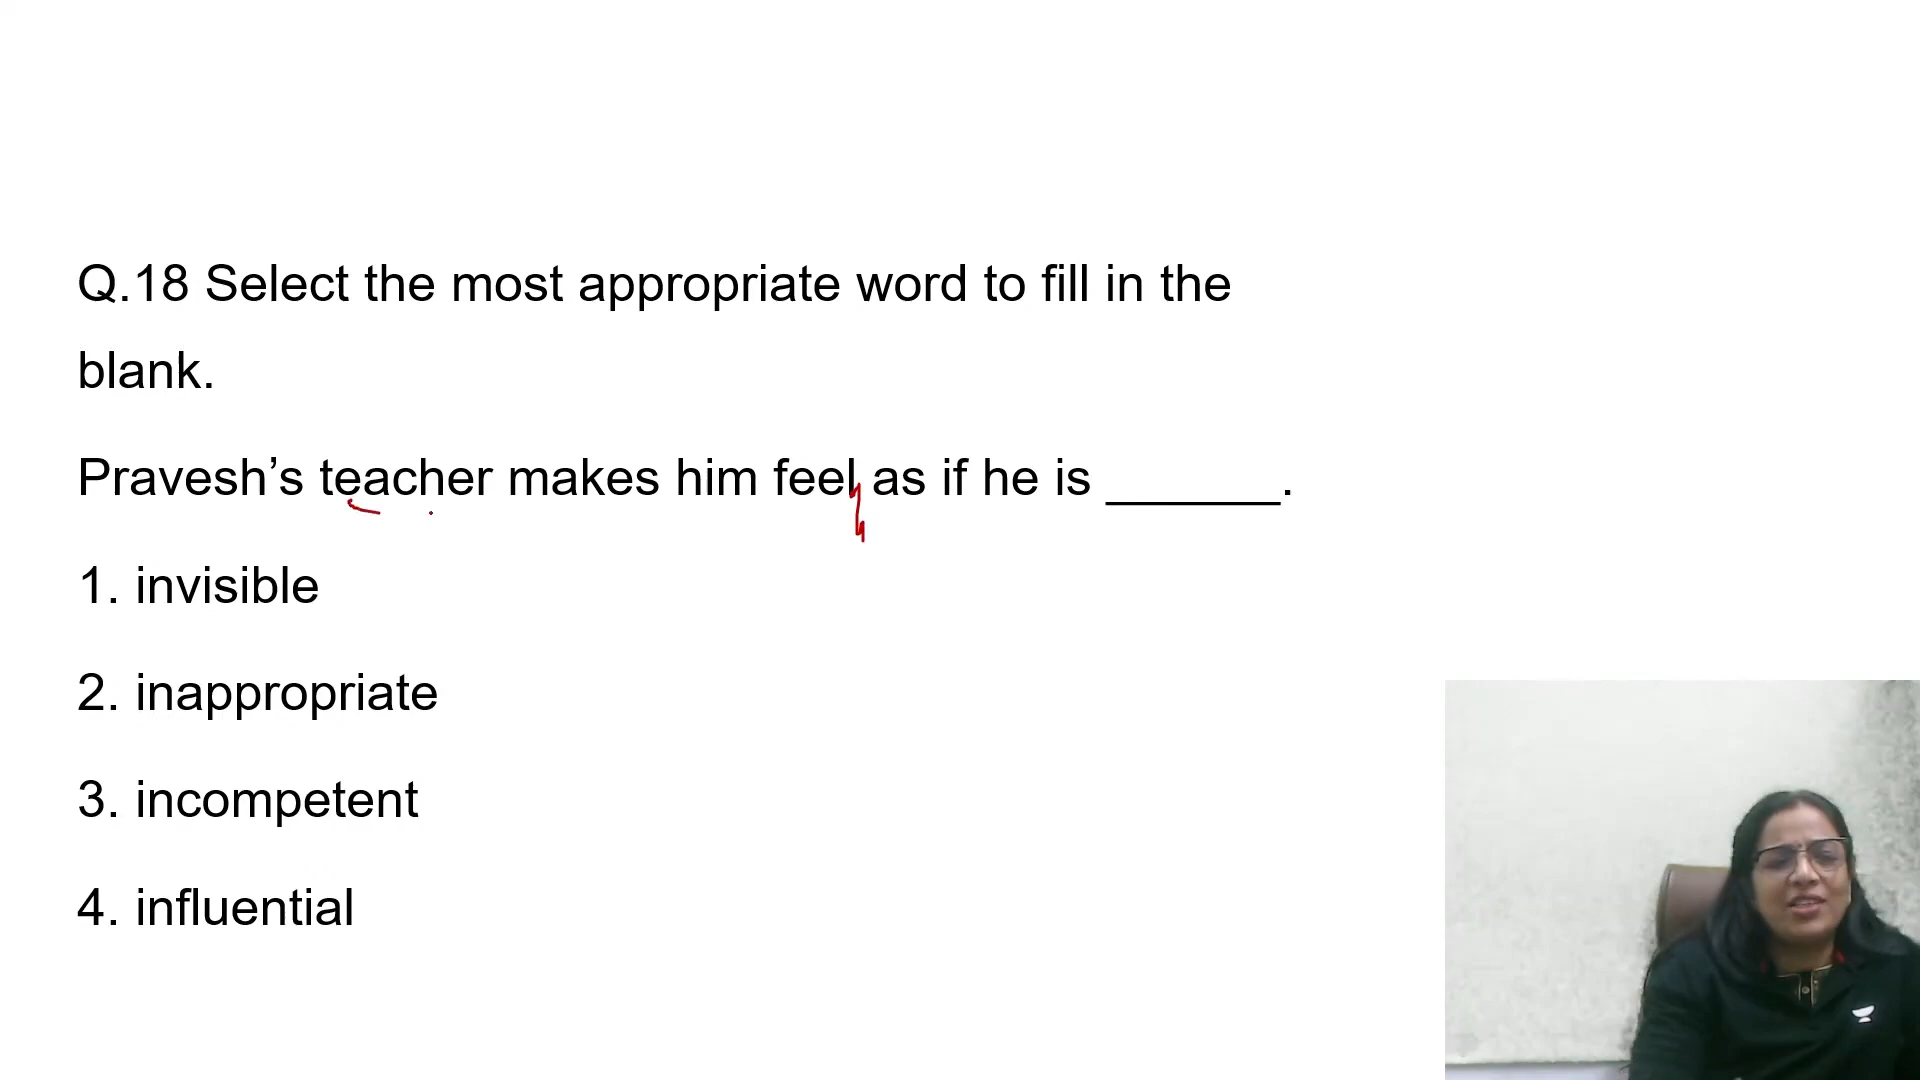 Q.18 Select the most appropriate word to fill in the
blank.
Pravesh’s teacher makes him feel as if he is ______.
1. invisible
2. inappropriate
3. incompetent
4. influential